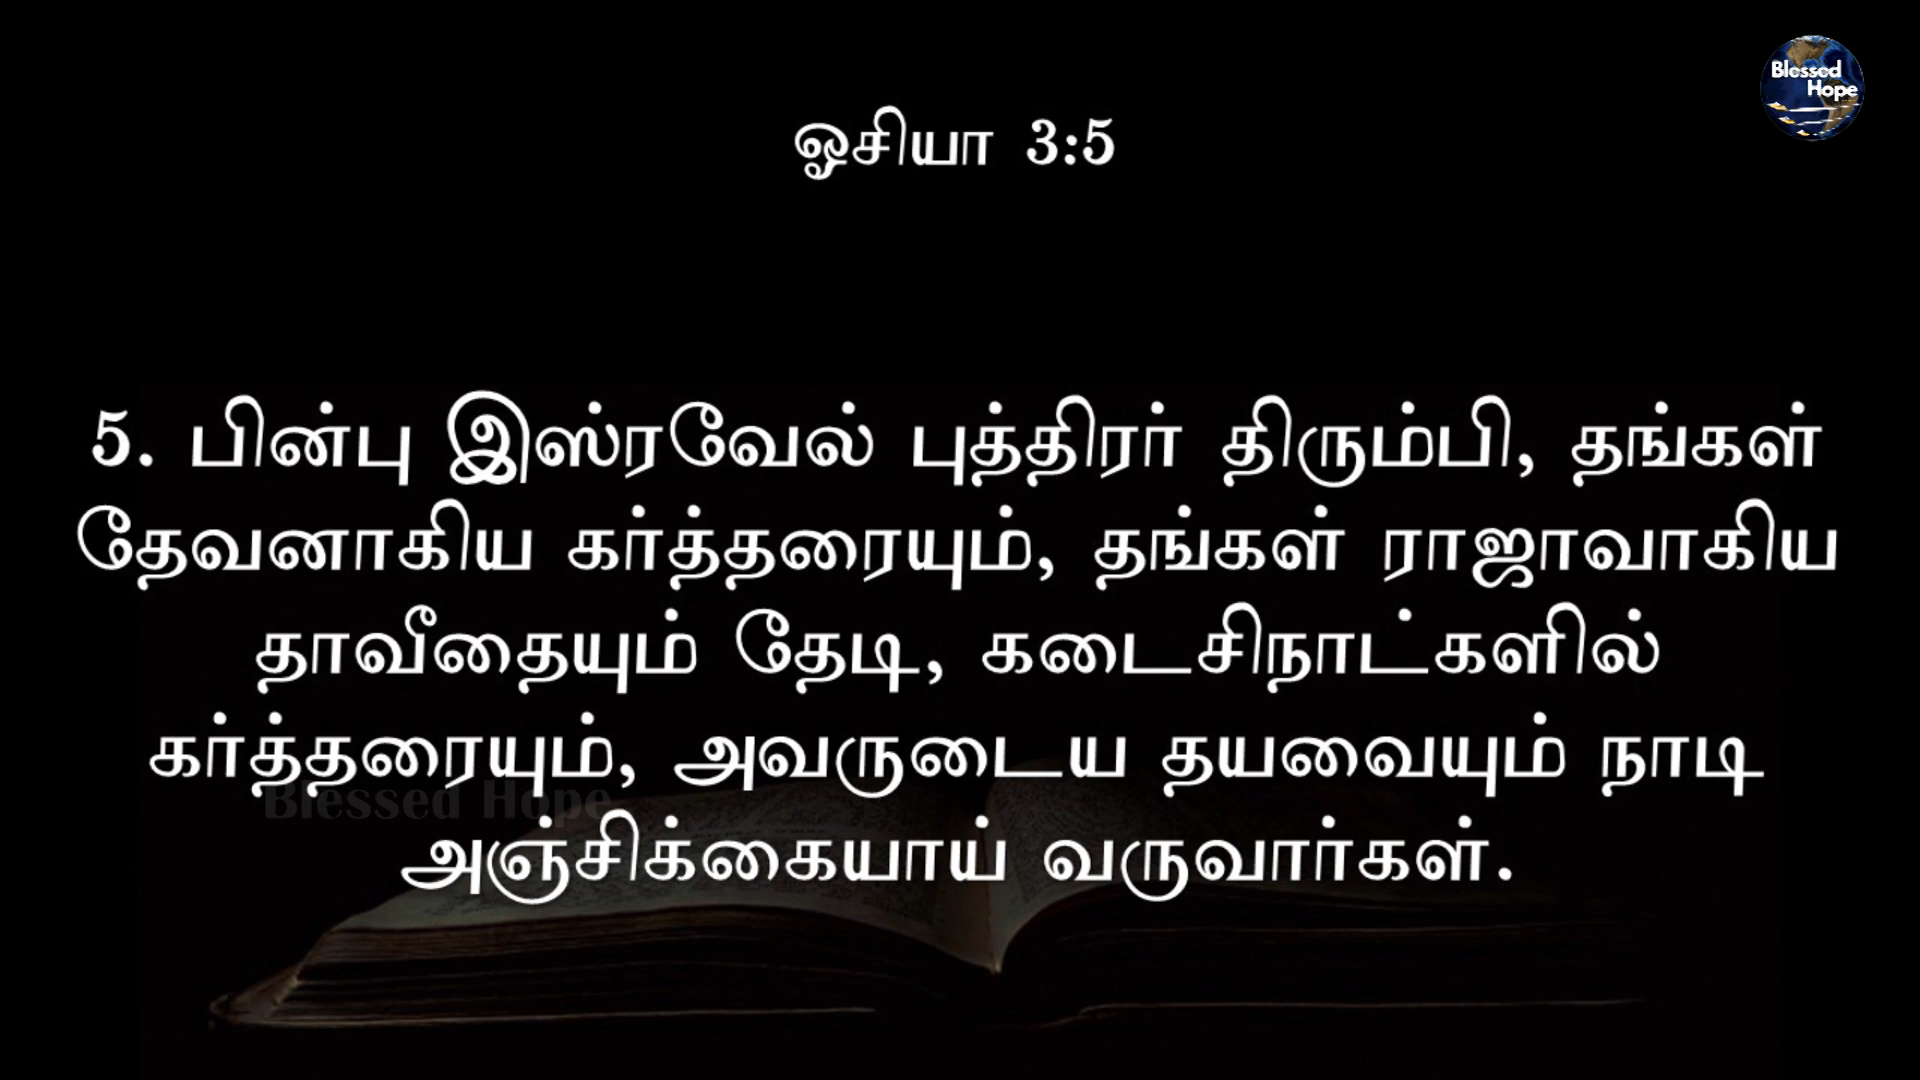 Blessed
Hope
ஓசியா 3:5
5. பின்பு இஸ்ரவேல் புத்திரர் திரும்பி, தங்கள்
தேவனாகிய கர்த்தரையும், தங்கள் ராஜாவாகிய
தாவீதையும் தேடி, கடைசிநாட்களில்
கர்த்தரையும், அவருடைய தயவையும் நாடி
Blessed Hope
அஞ்சிக்கையாய் வருவார்கள்.